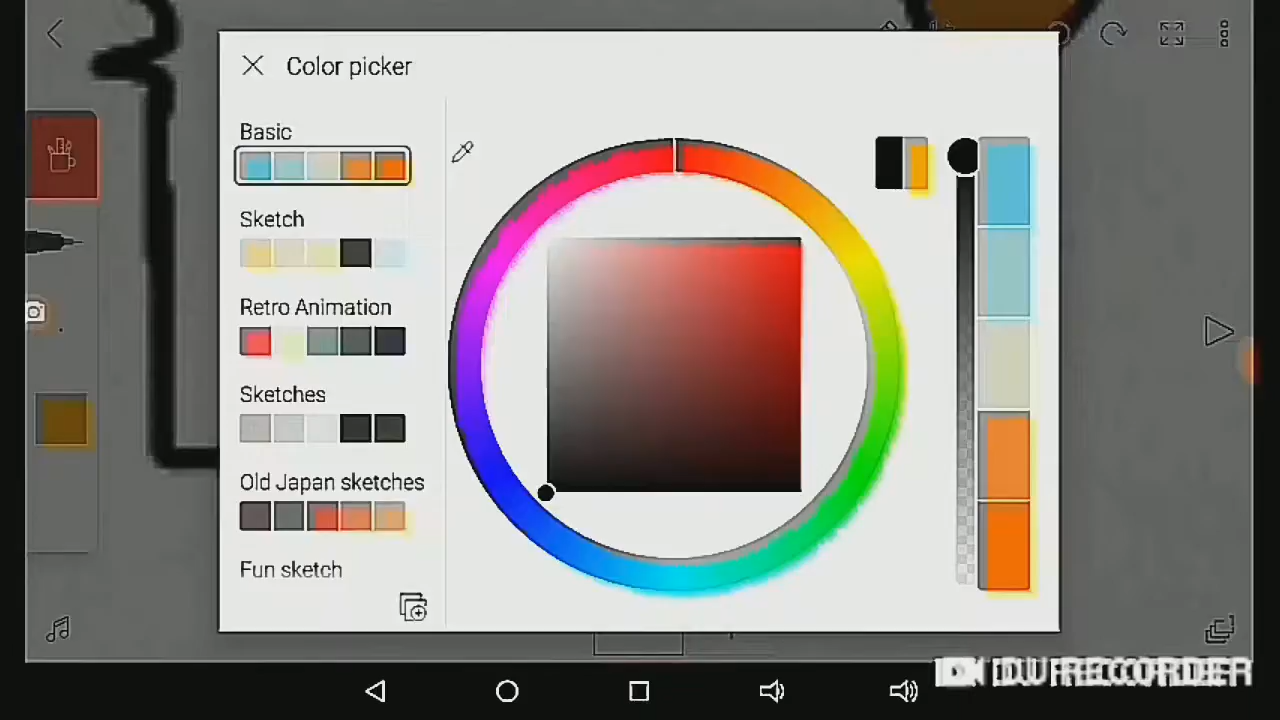 Color picker
Basic
Sketch
Retro Animation
Sketches
Old Japan sketches
Fun sketch
DU RECORDER